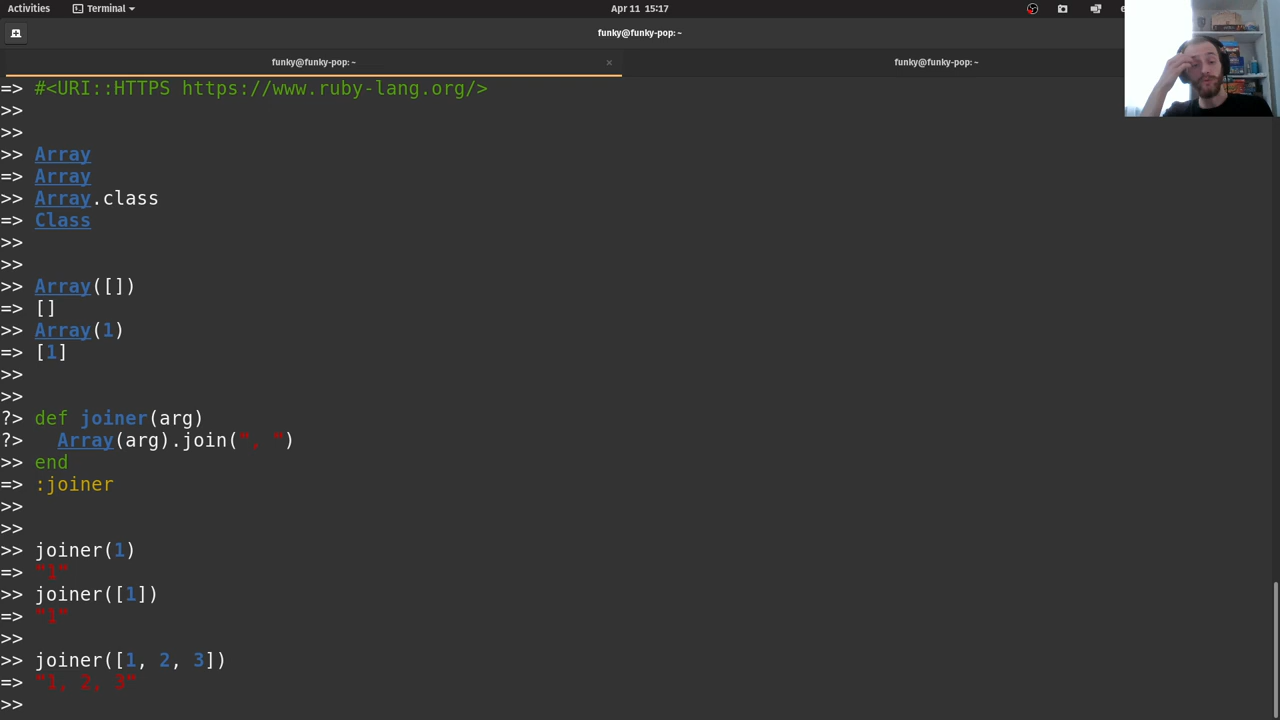 Activities Terminal Apr 11 15:17 e
funky@funky-pop: ~
funky@funky-pop: ~ × funky@funky-pop: ~
=> #<URI::HTTPS https://www.ruby-lang.org/>
>>
>>
>> Array
=> Array
>> Array.class
=> Class
>>
>>
>> Array([])
=> []
>> Array(1)
=> [1]
>>
>>
?> def joiner(arg)
?>   Array(arg).join(", ")
>> end
=> :joiner
>>
>>
>> joiner(1)
=> "1"
>> joiner([1])
=> "1"
>>
>> joiner([1, 2, 3])
=> "1, 2, 3"
>>